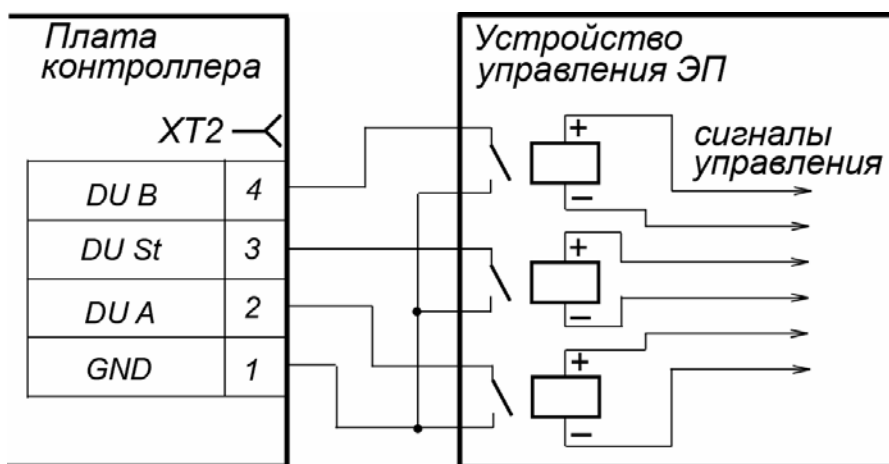 Плата
контроллера
XT2
DU B 4
DU St 3
DU A 2
GND 1
Устройство
управления ЭП
сигналы
управления
+
−
+
−
+
−